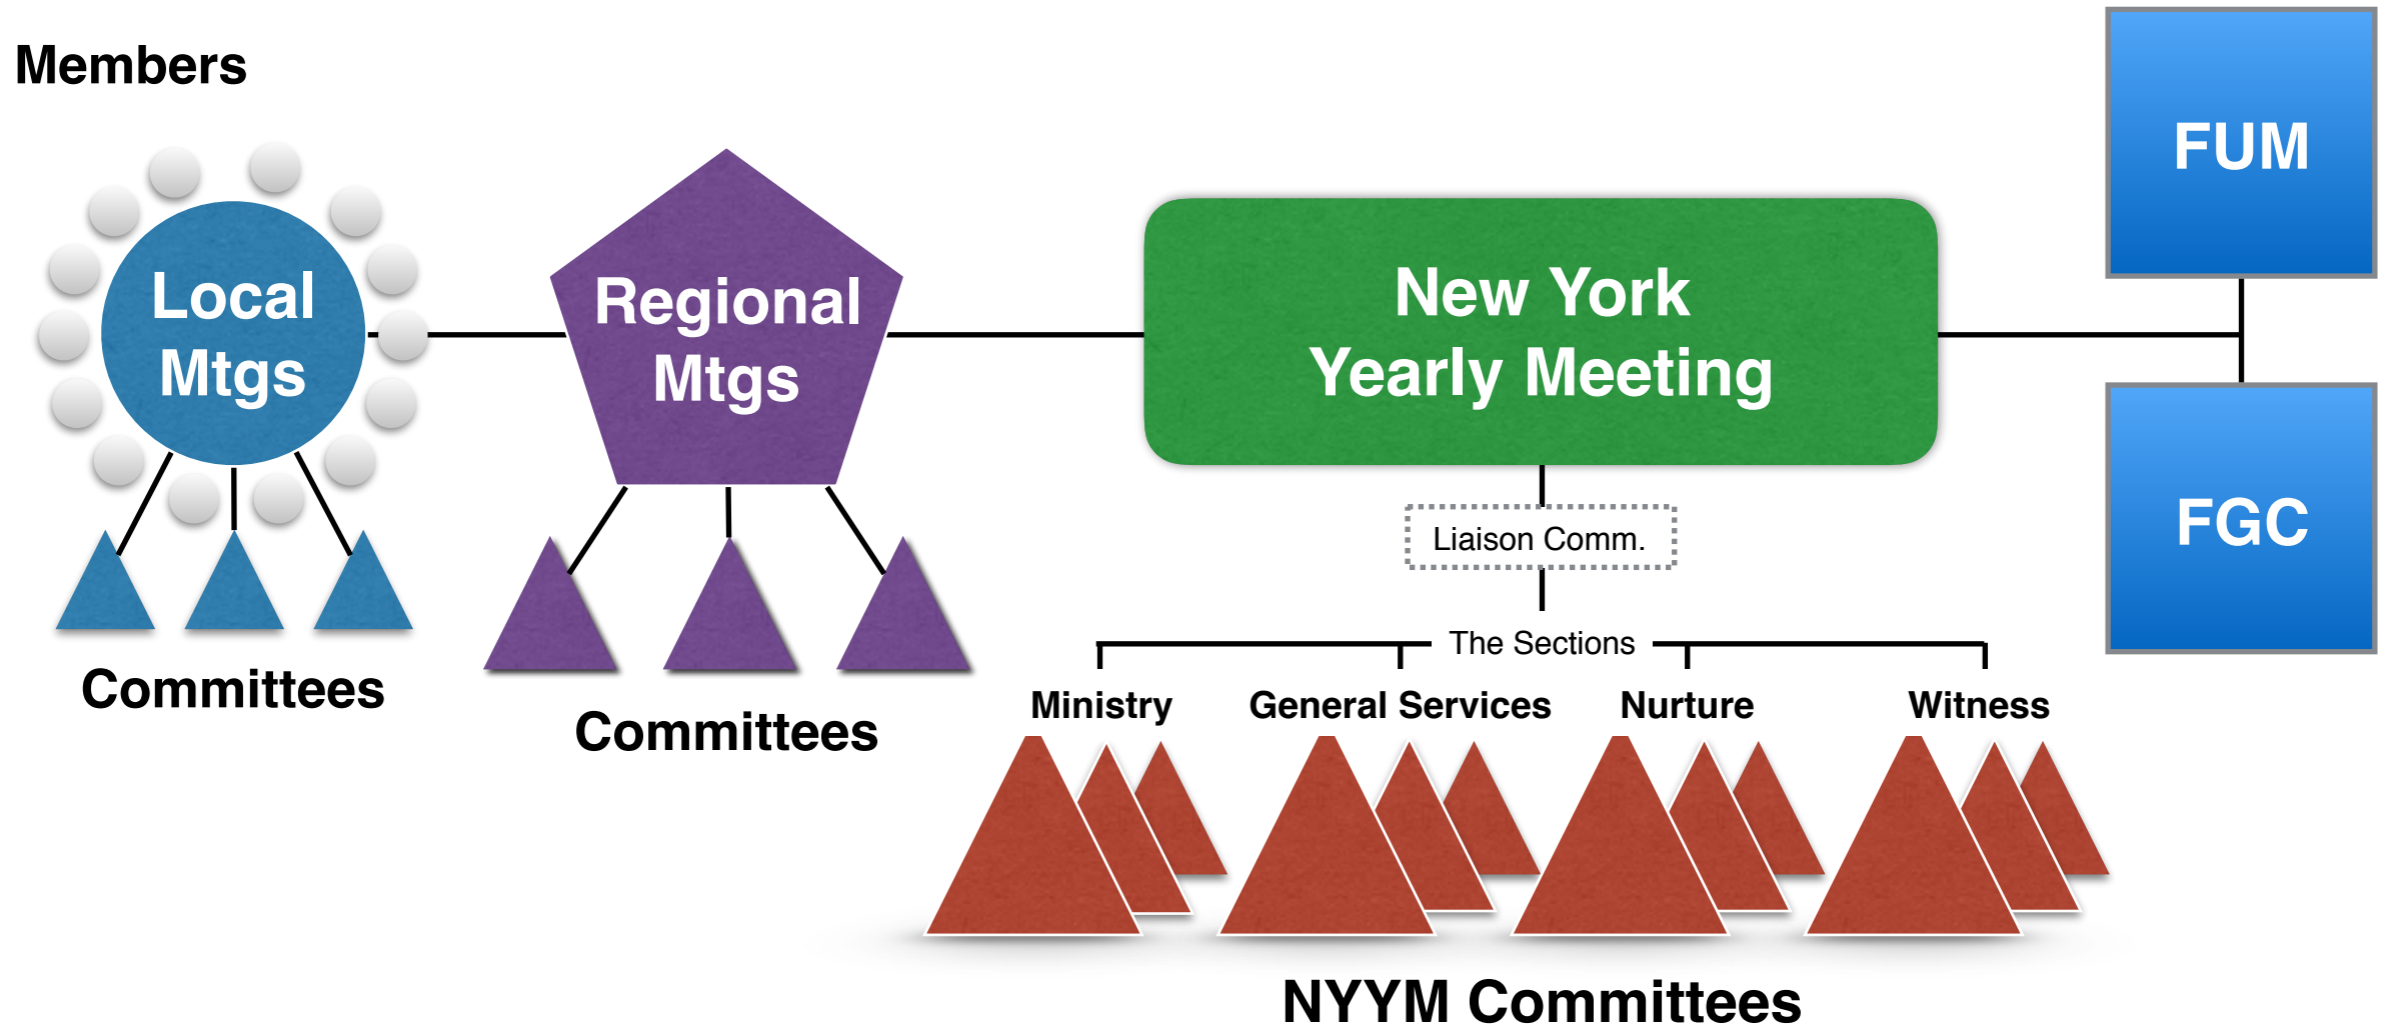 Members
Local
Mtgs
Committees
Regional
Mtgs
Committees
New York
Yearly Meeting
Liaison Comm.
The Sections
Ministry
General Services
Nurture
Witness
NYYM Committees
FUM
FGC